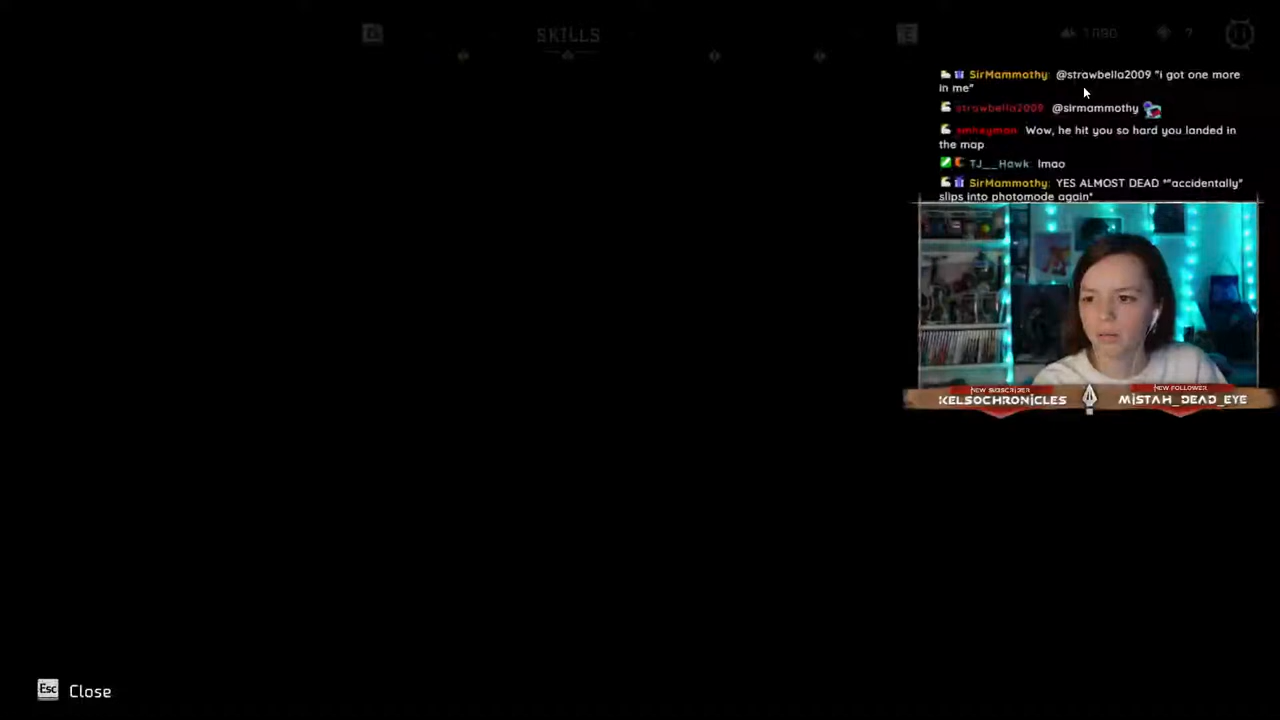 SKILLS
E
7
SirMammothy: @strawbella2009 "i got one more
in me"
strawbella2009: @sirmammothy
smheyman: Wow, he hit you so hard you landed in
the map
TJ__Hawk: lmao
SirMammothy: YES ALMOST DEAD *"accidentally"
slips into photomode again*
NEW SUBSCRIBER
KELSOCHRONICLES
NEW FOLLOWER
MISTAH_DEAD_EYE
Esc Close